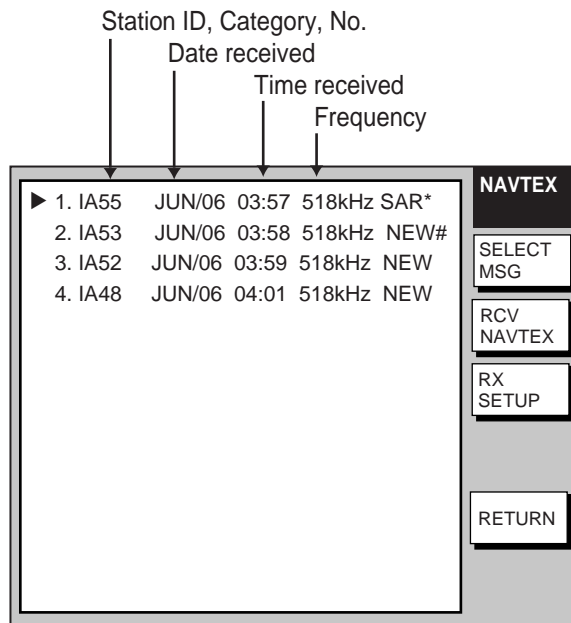 Station ID, Category, No.
Date received
Time received
Frequency
▶ 1. IA55 JUN/06 03:57 518kHz SAR*
2. IA53 JUN/06 03:58 518kHz NEW#
3. IA52 JUN/06 03:59 518kHz NEW
4. IA48 JUN/06 04:01 518kHz NEW
NAVTEX
SELECT
MSG
RCV
NAVTEX
RX
SETUP
RETURN